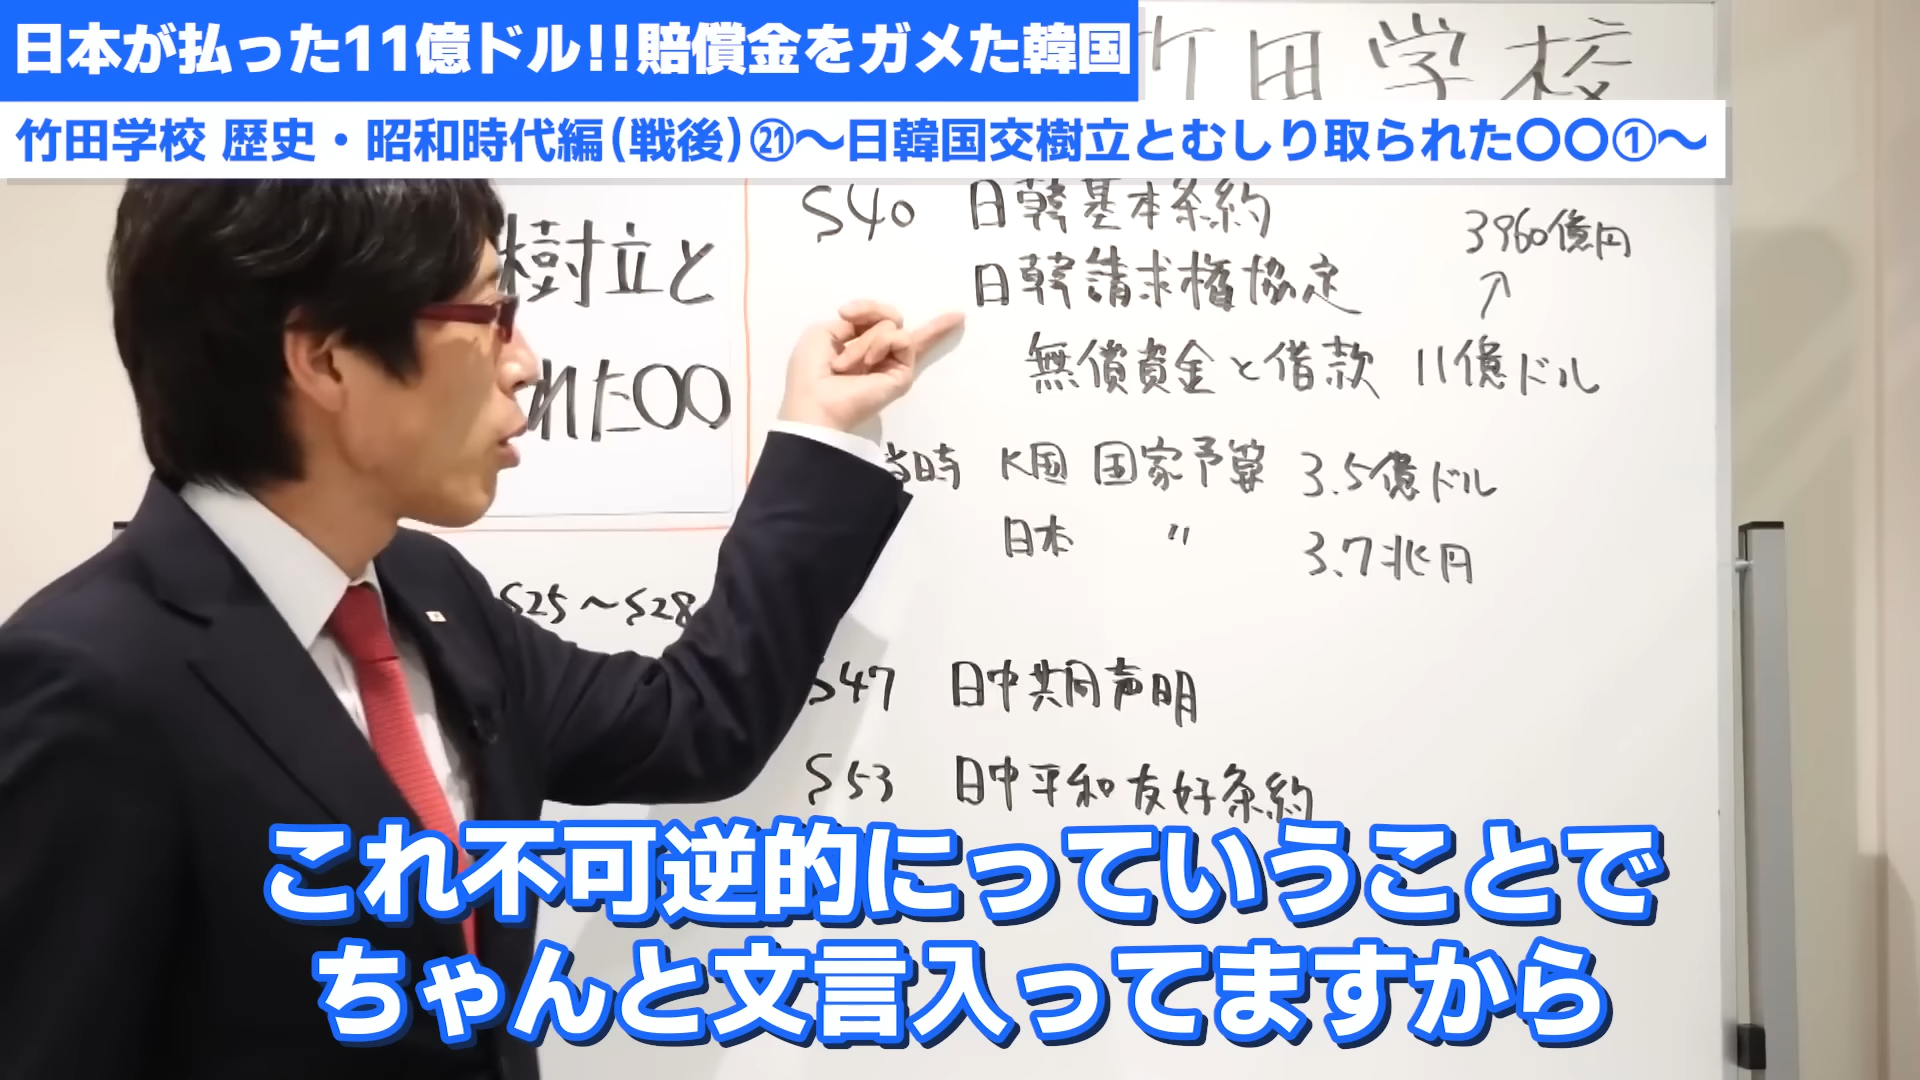 日本が払った11億ドル!!賠償金をガメた韓国
竹田学校
竹田学校 歴史・昭和時代編(戦後)㉑〜日韓国交樹立とむしり取られた〇〇①〜
樹立と
れた〇〇
S25〜S28
S40 日韓基本条約
3960億円
↑
日韓請求権協定
無償資金と借款 11億ドル
当時 K国 国家予算 3.5億ドル
日本 〃 3.7兆円
S47 日中共同声明
S53 日中平和友好条約
これ不可逆的にっていうことで
ちゃんと文言入ってますから